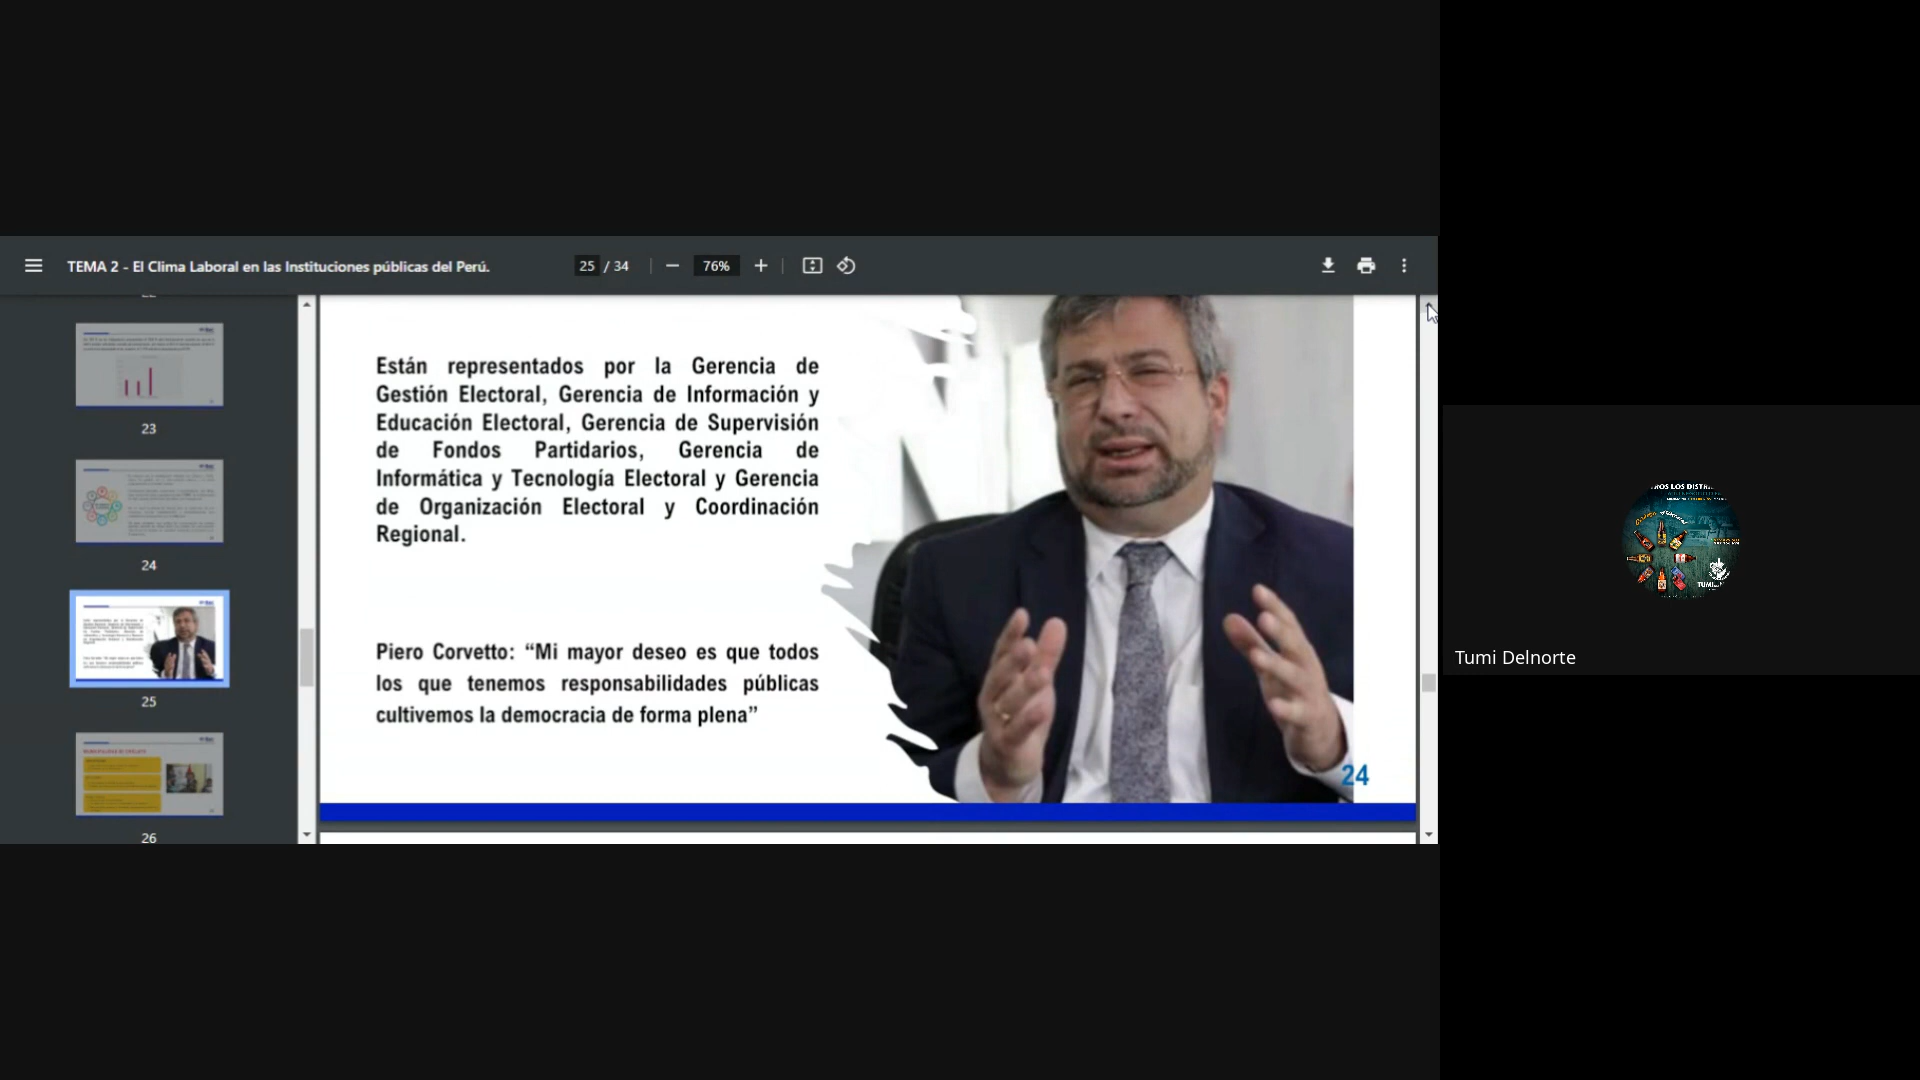 TEMA 2 - El Clima Laboral en las Instituciones públicas del Perú.
25 / 34
76%
23
24
25
26
Están representados por la Gerencia de
Gestión Electoral, Gerencia de Información y
Educación Electoral, Gerencia de Supervisión
de Fondos Partidarios, Gerencia de
Informática y Tecnología Electoral y Gerencia
de Organización Electoral y Coordinación
Regional.
Piero Corvetto: “Mi mayor deseo es que todos
los que tenemos responsabilidades públicas
cultivemos la democracia de forma plena”
24
Tumi Delnorte